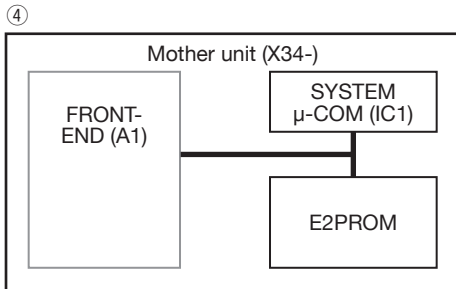 ④
Mother unit (X34-)
FRONT-
END (A1)
SYSTEM
µ-COM (IC1)
E2PROM